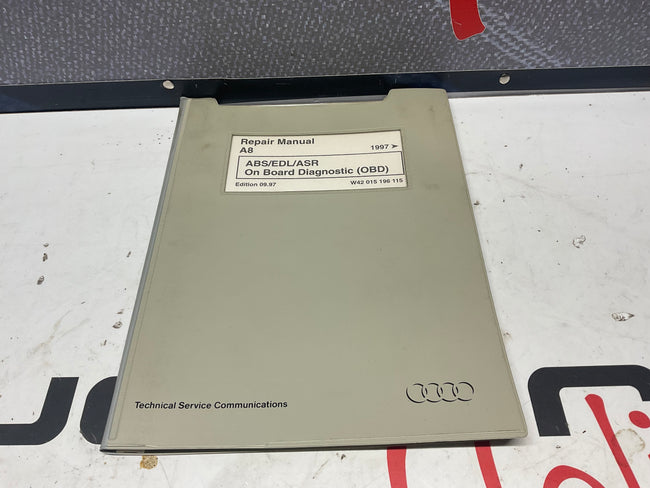 Repair Manual
A8 1997 ➤
ABS/EDL/ASR
On Board Diagnostic (OBD)
Edition 09.97 W42 015 196 115
Technical Service Communications